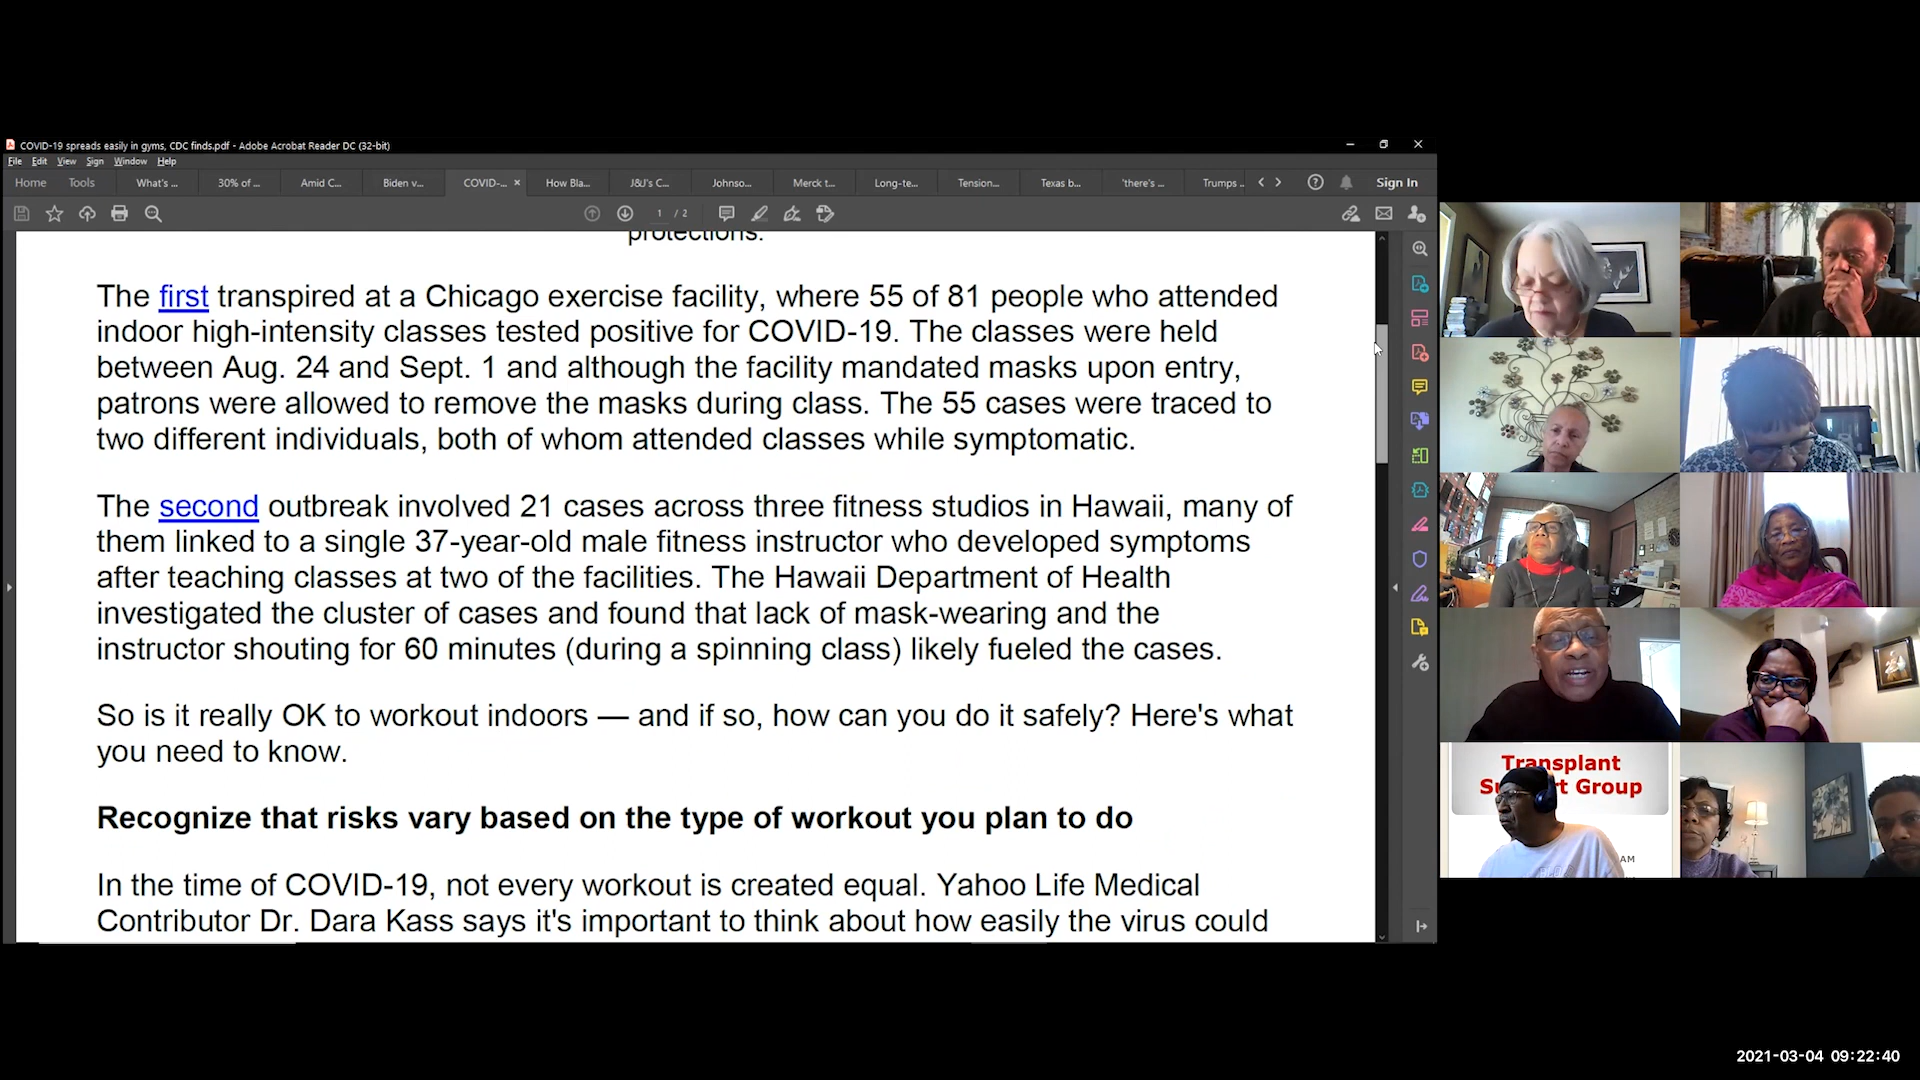 COVID-19 spreads easily in gyms, CDC finds.pdf - Adobe Acrobat Reader DC (32-bit)
File Edit View Sign Window Help
Home Tools What's ... 30% of ... Amid C... Biden v... COVID-... × How Bla... J&J's C... Johnso... Merck t... Long-te... Tension... Texas b... 'there's ... Trumps .. Sign In
1 / 2
protections.
The first transpired at a Chicago exercise facility, where 55 of 81 people who attended
indoor high-intensity classes tested positive for COVID-19. The classes were held
between Aug. 24 and Sept. 1 and although the facility mandated masks upon entry,
patrons were allowed to remove the masks during class. The 55 cases were traced to
two different individuals, both of whom attended classes while symptomatic.
The second outbreak involved 21 cases across three fitness studios in Hawaii, many of
them linked to a single 37-year-old male fitness instructor who developed symptoms
after teaching classes at two of the facilities. The Hawaii Department of Health
investigated the cluster of cases and found that lack of mask-wearing and the
instructor shouting for 60 minutes (during a spinning class) likely fueled the cases.
So is it really OK to workout indoors — and if so, how can you do it safely? Here's what
you need to know.
Recognize that risks vary based on the type of workout you plan to do
In the time of COVID-19, not every workout is created equal. Yahoo Life Medical
Contributor Dr. Dara Kass says it's important to think about how easily the virus could
Transplant
Group
AM
2021-03-04 09:22:40